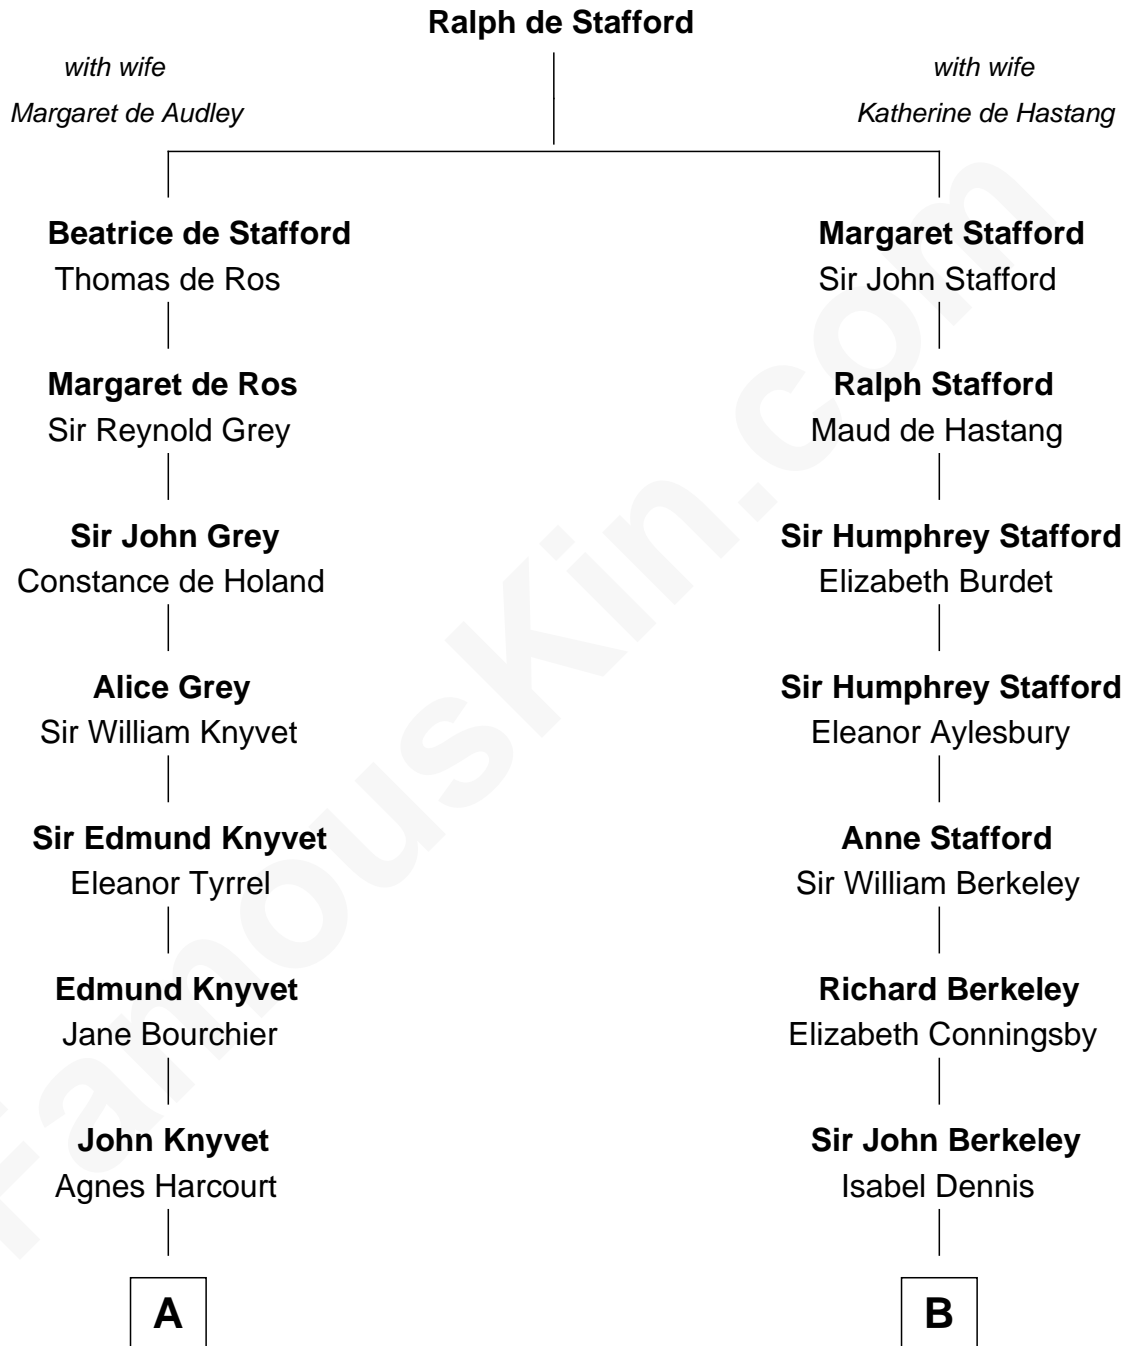 Ralph de Stafford
with wife
Margaret de Audley
with wife
Katherine de Hastang
Beatrice de Stafford
Thomas de Ros
Margaret Stafford
Sir John Stafford
Margaret de Ros
Sir Reynold Grey
Ralph Stafford
Maud de Hastang
Sir John Grey
Constance de Holand
Sir Humphrey Stafford
Elizabeth Burdet
Alice Grey
Sir William Knyvet
Sir Humphrey Stafford
Eleanor Aylesbury
Sir Edmund Knyvet
Eleanor Tyrrel
Anne Stafford
Sir William Berkeley
Edmund Knyvet
Jane Bourchier
Richard Berkeley
Elizabeth Conningsby
John Knyvet
Agnes Harcourt
Sir John Berkeley
Isabel Dennis
A
B
FamousKin.com